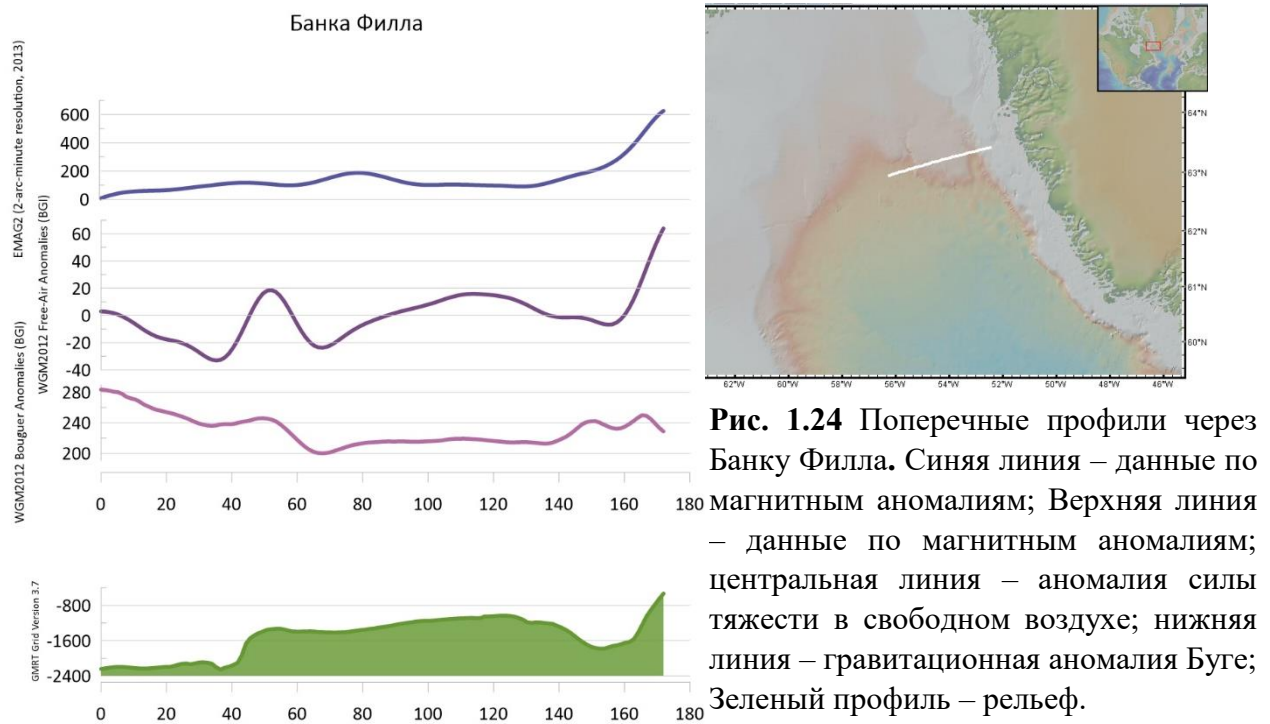 Банка Филла
EMAG2 (2-arc-minute resolution, 2013)
600
400
200
0
WGM2012 Free-Air Anomalies (BGI)
60
40
20
0
-20
-40
WGM2012 Bouguer Anomalies (BGI)
280
240
200
0 20 40 60 80 100 120 140 160 180
GMRT Grid Version 3.7
-800
-1600
-2400
0 20 40 60 80 100 120 140 160 180
64°N
63°N
62°N
61°N
60°N
62°W 60°W 58°W 56°W 54°W 52°W 50°W 48°W 46°W
Рис. 1.24 Поперечные профили через
Банку Филла. Синяя линия – данные по
магнитным аномалиям; Верхняя линия
– данные по магнитным аномалиям;
центральная линия – аномалия силы
тяжести в свободном воздухе; нижняя
линия – гравитационная аномалия Буге;
Зеленый профиль – рельеф.